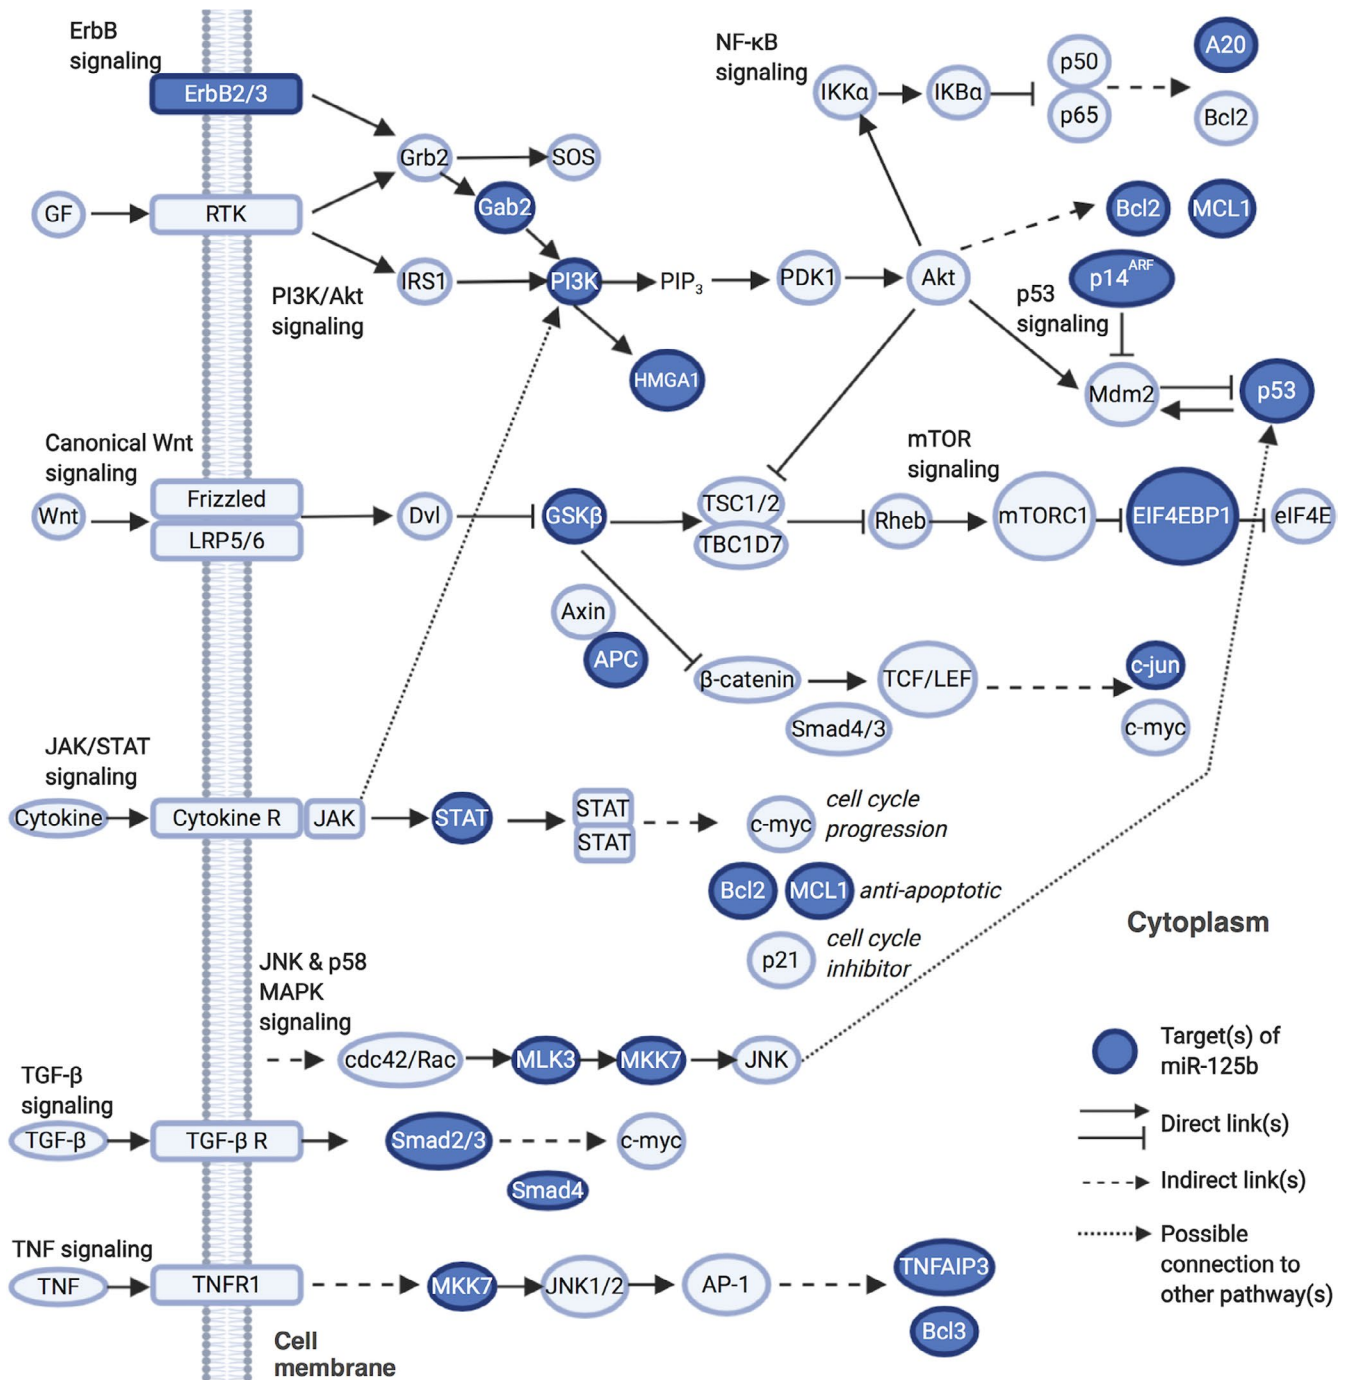 ErbB
signaling
ErbB2/3
NF-κB
signaling
IKKα
IKBα
p50
p65
A20
Bcl2
Grb2
SOS
GF
RTK
Gab2
Bcl2
MCL1
IRS1
PI3K
PIP3
PDK1
Akt
p14ARF
PI3K/Akt
signaling
p53
signaling
HMGA1
Mdm2
p53
Canonical Wnt
signaling
mTOR
signaling
Wnt
Frizzled
LRP5/6
Dvl
GSKβ
TSC1/2
TBC1D7
Rheb
mTORC1
EIF4EBP1
eIF4E
Axin
APC
β-catenin
TCF/LEF
Smad4/3
c-jun
c-myc
JAK/STAT
signaling
Cytokine
Cytokine R
JAK
STAT
STAT
STAT
c-myc
cell cycle
progression
Bcl2
MCL1
anti-apoptotic
p21
cell cycle
inhibitor
Cytoplasm
JNK & p58
MAPK
signaling
cdc42/Rac
MLK3
MKK7
JNK
TGF-β
signaling
TGF-β
TGF-β R
Smad2/3
c-myc
Smad4
TNF signaling
TNF
TNFR1
MKK7
JNK1/2
AP-1
TNFAIP3
Bcl3
Cell
membrane
Target(s) of
miR-125b
Direct link(s)
Indirect link(s)
Possible
connection to
other pathway(s)